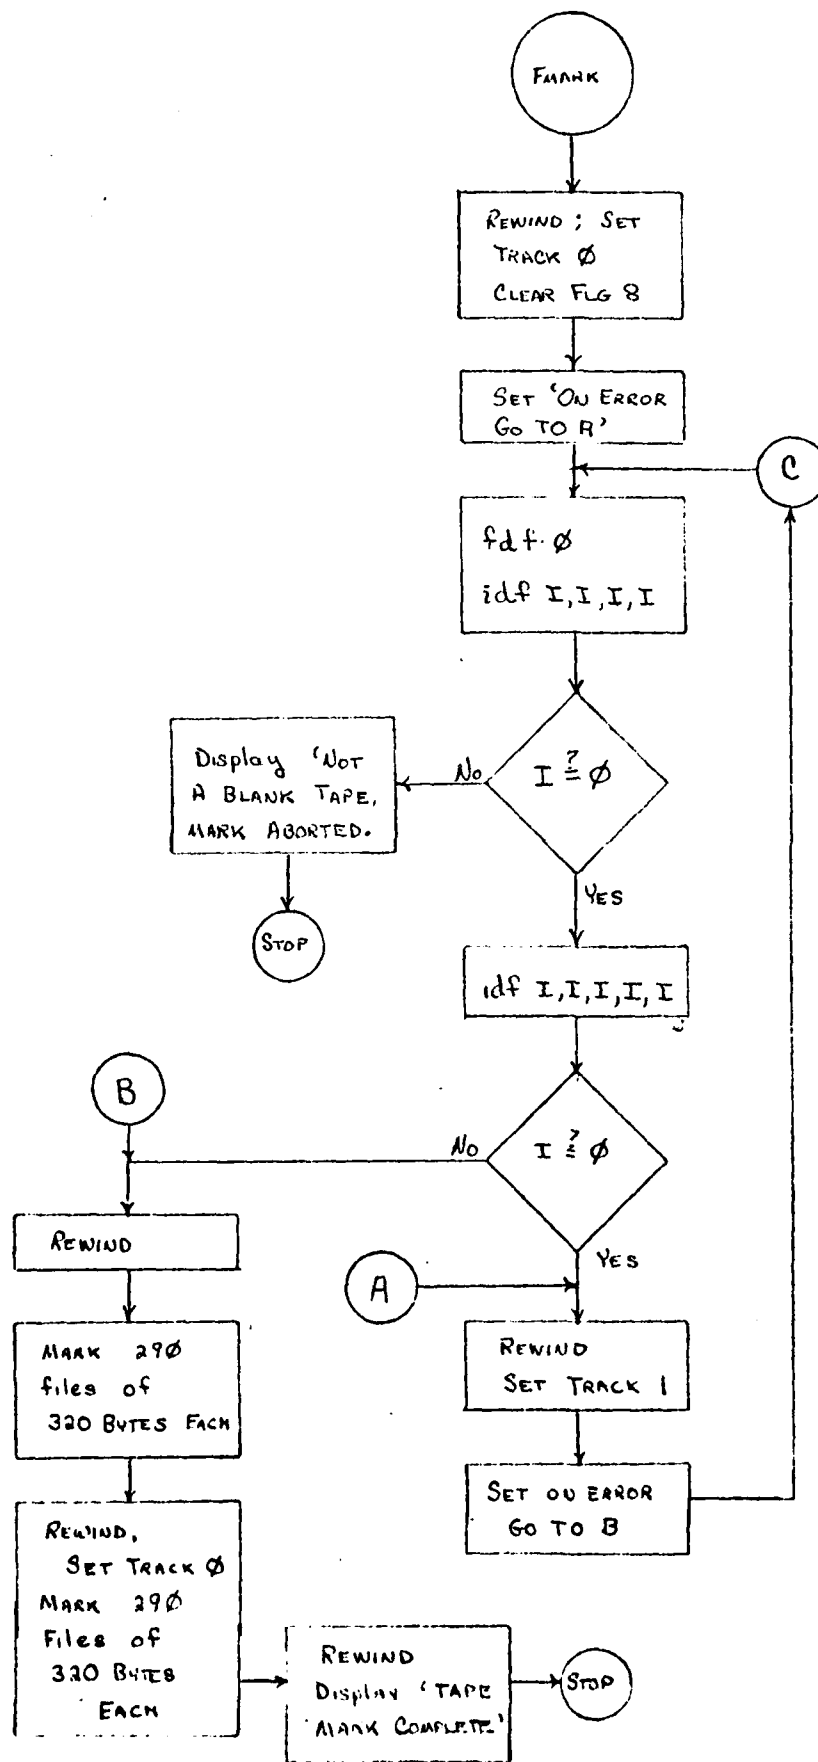 FMARK
REWIND ; SET
TRACK Ø
CLEAR FLG 8
SET 'ON ERROR
GO TO A'
C
fdf Ø
idf I, I, I, I
Display 'NOT
A BLANK TAPE,
MARK ABORTED.
NO
I ?= Ø
YES
STOP
idf I, I, I, I, I
B
NO
I ?= Ø
YES
REWIND
A
MARK 29Ø
files of
320 BYTES EACH
REWIND
SET TRACK 1
SET ON ERROR
GO TO B
REWIND,
SET TRACK Ø
MARK 29Ø
Files of
320 BYTES
EACH
REWIND
Display 'TAPE
MARK COMPLETE'
STOP